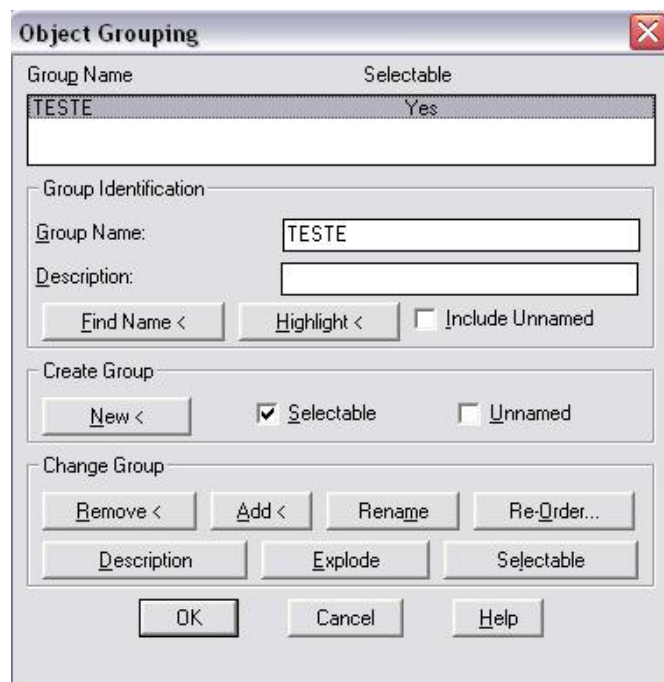 Object Grouping
Group Name Selectable
TESTE Yes
Group Identification
Group Name: TESTE
Description:
Find Name < Highlight < Include Unnamed
Create Group
New < Selectable Unnamed
Change Group
Remove < Add < Rename Re-Order...
Description Explode Selectable
OK Cancel Help